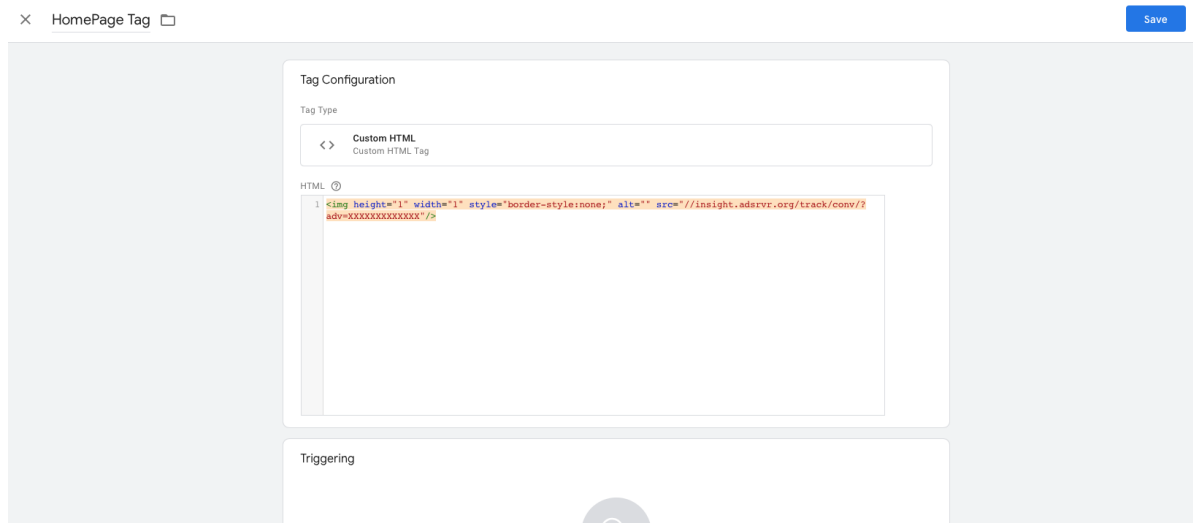 HomePage Tag
Save
Tag Configuration
Tag Type
Custom HTML
Custom HTML Tag
HTML
1 <img height="1" width="1" style="border-style:none;" alt="" src="//insight.adsrvr.org/track/conv/?
adv=XXXXXXXXXXXXX"/>
Triggering